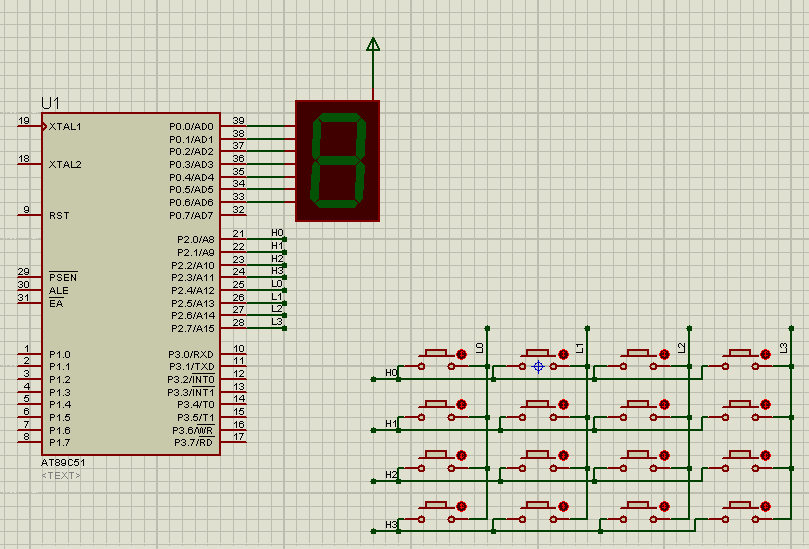 U1
19 XTAL1 P0.0/AD0 39
P0.1/AD1 38
P0.2/AD2 37
18 XTAL2 P0.3/AD3 36
P0.4/AD4 35
P0.5/AD5 34
P0.6/AD6 33
9 RST P0.7/AD7 32
P2.0/A8 21 H0
P2.1/A9 22 H1
P2.2/A10 23 H2
29 PSEN P2.3/A11 24 H3
30 ALE P2.4/A12 25 L0
31 EA P2.5/A13 26 L1
P2.6/A14 27 L2
P2.7/A15 28 L3
1 P1.0 P3.0/RXD 10
2 P1.1 P3.1/TXD 11
3 P1.2 P3.2/INT0 12
4 P1.3 P3.3/INT1 13
5 P1.4 P3.4/T0 14
6 P1.5 P3.5/T1 15
7 P1.6 P3.6/WR 16
8 P1.7 P3.7/RD 17
AT89C51
<TEXT>
L0 L1 L2 L3
H0
H1
H2
H3